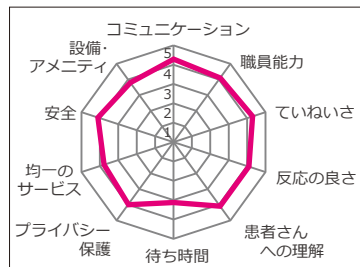 コミュニケーション
職員能力
ていねいさ
反応の良さ
患者さん
への理解
待ち時間
プライバシー
保護
均一の
サービス
安全
設備・
アメニティ
5
4
3
2
1